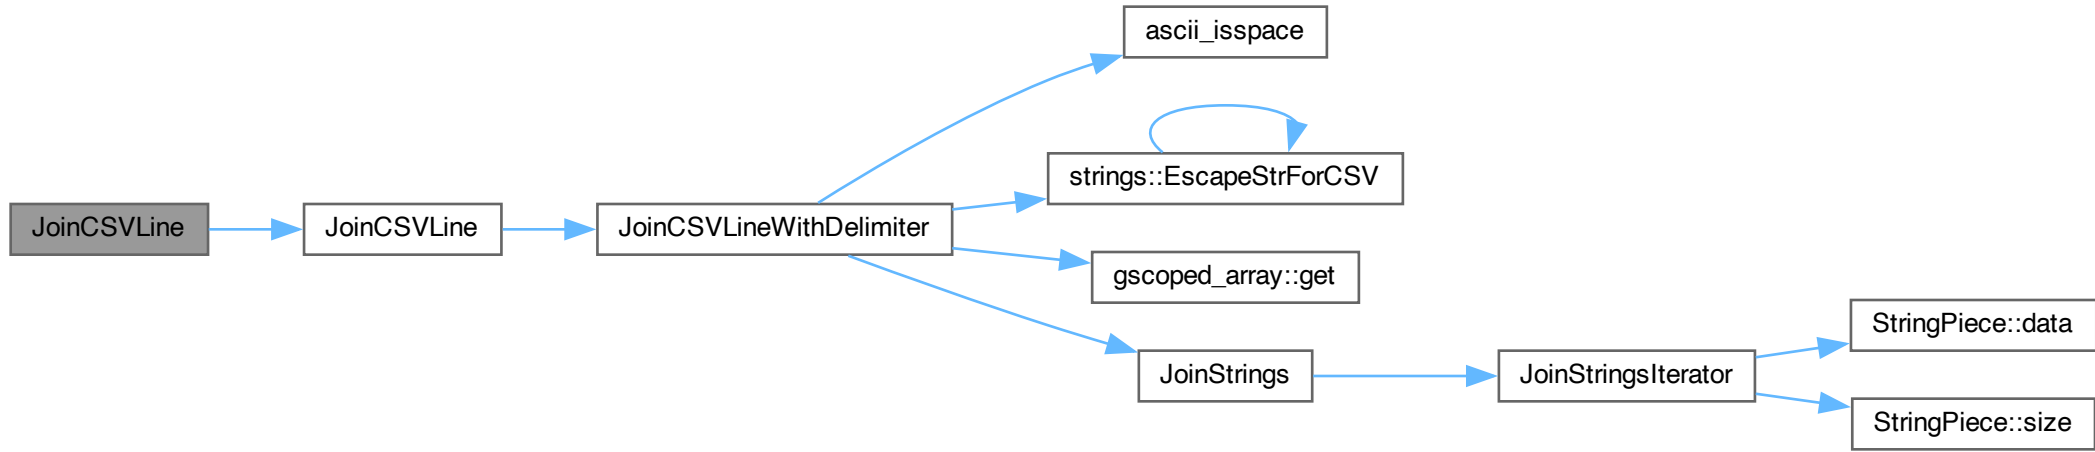 JoinCSVLine
JoinCSVLine
JoinCSVLineWithDelimiter
ascii_isspace
strings::EscapeStrForCSV
gscoped_array::get
JoinStrings
JoinStringsIterator
StringPiece::data
StringPiece::size